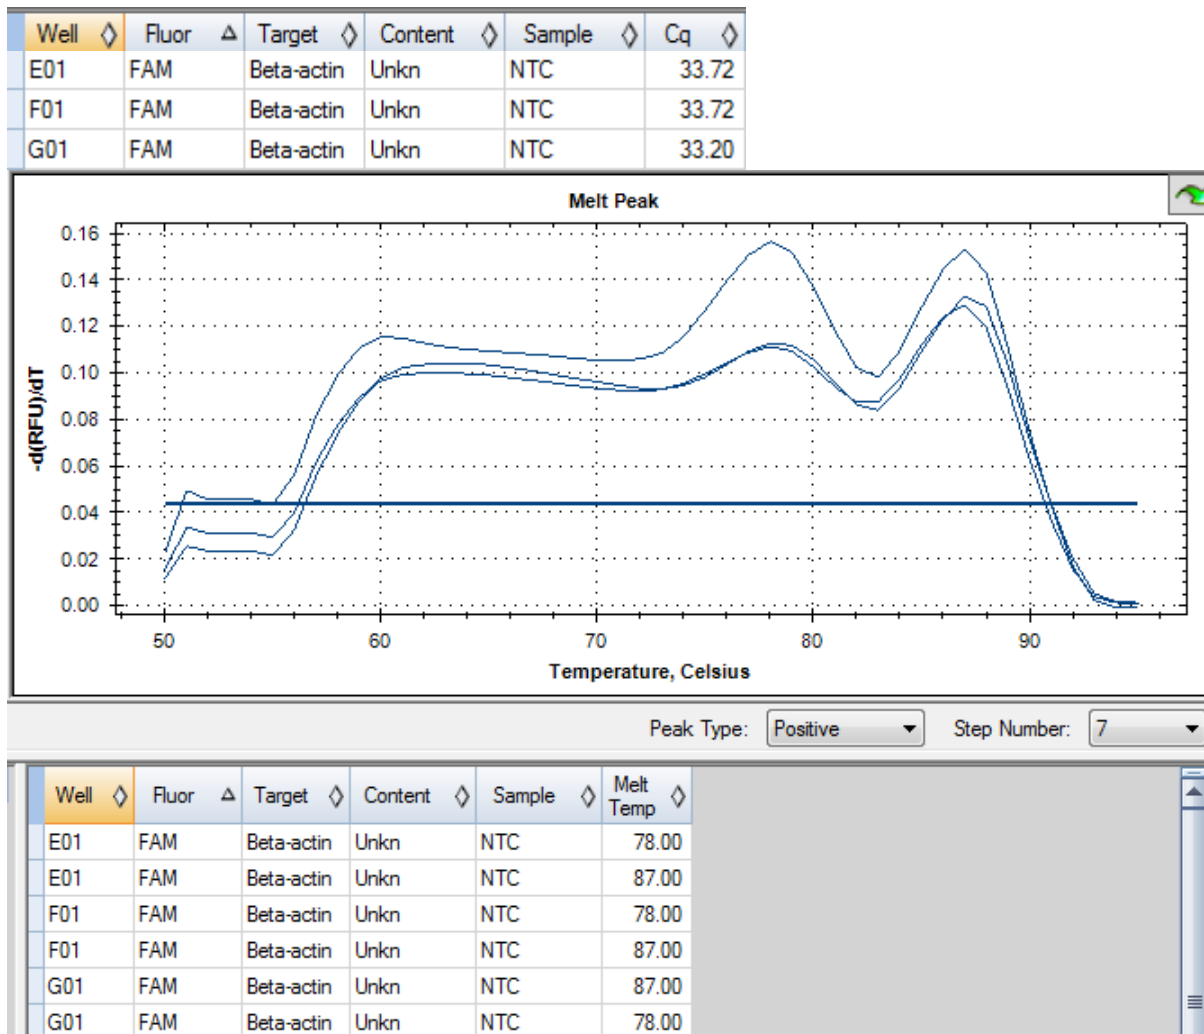 Well Fluor Target Content Sample Cq
E01 FAM Beta-actin Unkn NTC 33.72
F01 FAM Beta-actin Unkn NTC 33.72
G01 FAM Beta-actin Unkn NTC 33.20
Melt Peak
0.16
0.14
0.12
0.10
0.08
0.06
0.04
0.02
0.00
-d(RFU)/dT
50 60 70 80 90
Temperature, Celsius
Peak Type: Positive Step Number: 7
Well Fluor Target Content Sample Melt
Temp
E01 FAM Beta-actin Unkn NTC 78.00
E01 FAM Beta-actin Unkn NTC 87.00
F01 FAM Beta-actin Unkn NTC 78.00
F01 FAM Beta-actin Unkn NTC 87.00
G01 FAM Beta-actin Unkn NTC 87.00
G01 FAM Beta-actin Unkn NTC 78.00